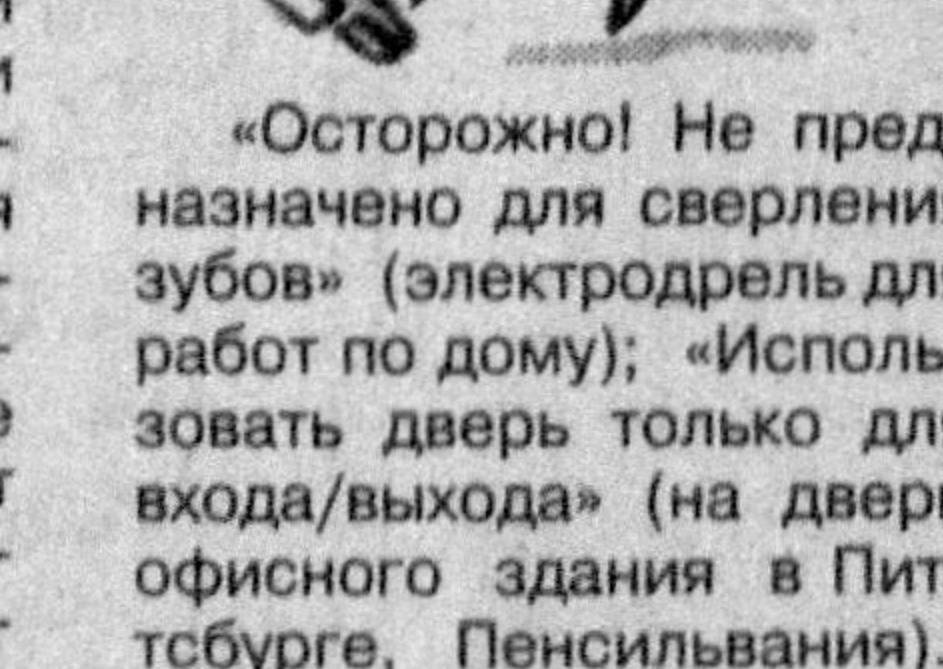 «Осторожно! Не пред
назначено для сверлени
зубов» (электродрель дл
работ по дому); «Исполь
зовать дверь только дл
входа/выхода» (на двер
офисного здания в Пит
тсбурге, Пенсильвания).